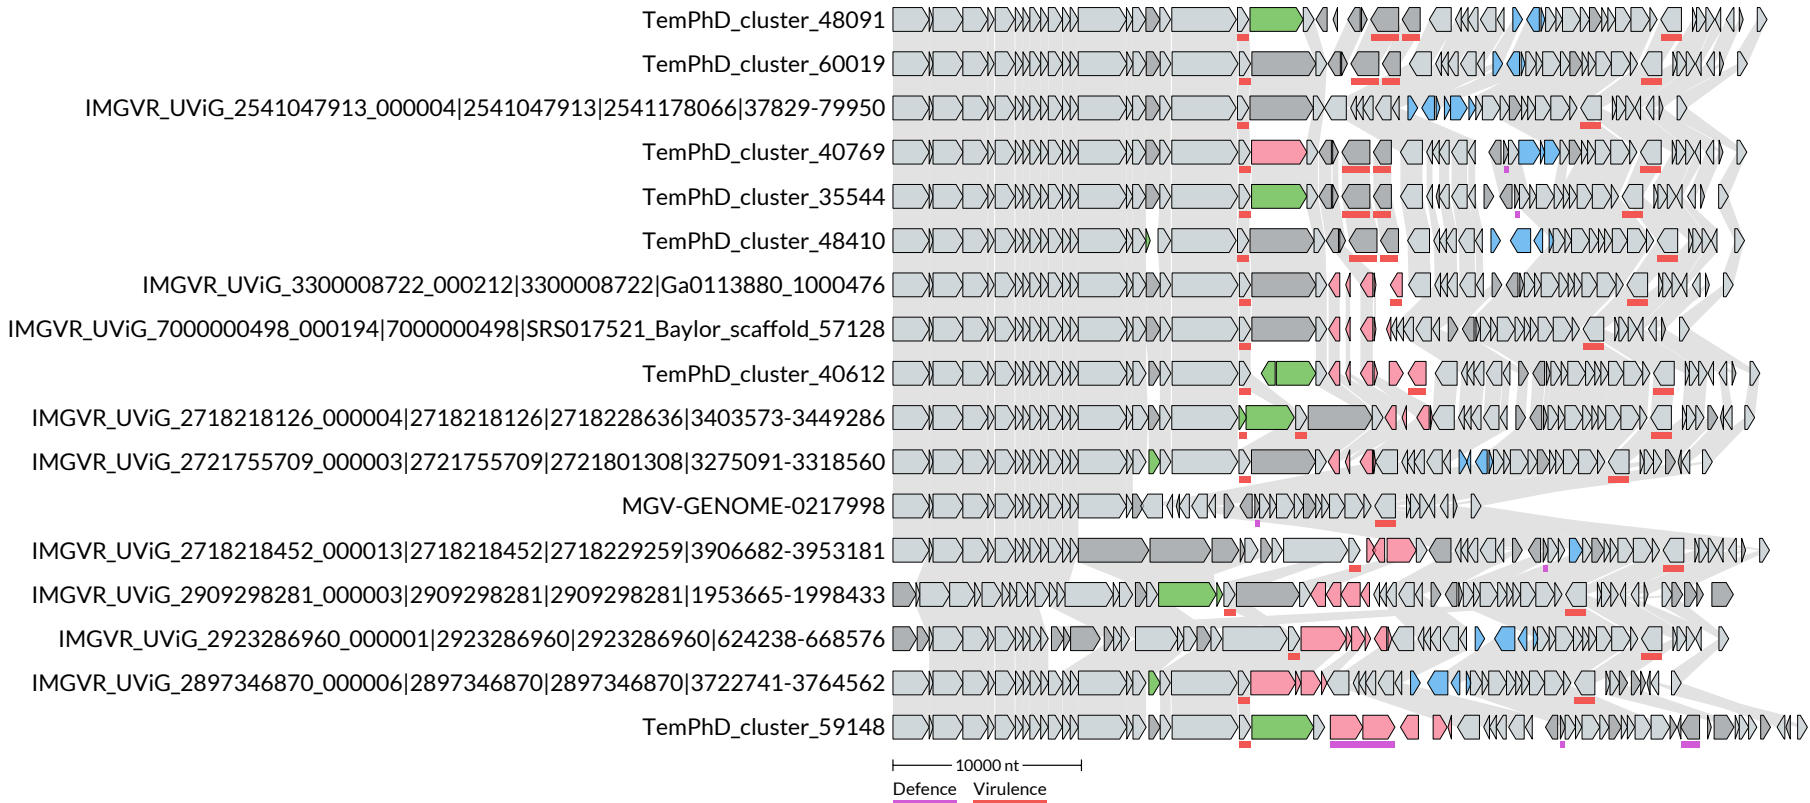 TemPhD_cluster_48091
TemPhD_cluster_60019
IMGVR_UViG_2541047913_000004|2541047913|2541178066|37829-79950
TemPhD_cluster_40769
TemPhD_cluster_35544
TemPhD_cluster_48410
IMGVR_UViG_3300008722_000212|3300008722|Ga0113880_1000476
IMGVR_UViG_7000000498_000194|7000000498|SRS017521_Baylor_scaffold_57128
TemPhD_cluster_40612
IMGVR_UViG_2718218126_000004|2718218126|2718228636|3403573-3449286
IMGVR_UViG_2721755709_000003|2721755709|2721801308|3275091-3318560
MGV-GENOME-0217998
IMGVR_UViG_2718218452_000013|2718218452|2718229259|3906682-3953181
IMGVR_UViG_2909298281_000003|2909298281|2909298281|1953665-1998433
IMGVR_UViG_2923286960_000001|2923286960|2923286960|624238-668576
IMGVR_UViG_2897346870_000006|2897346870|2897346870|3722741-3764562
TemPhD_cluster_59148
10000 nt
Defence Virulence